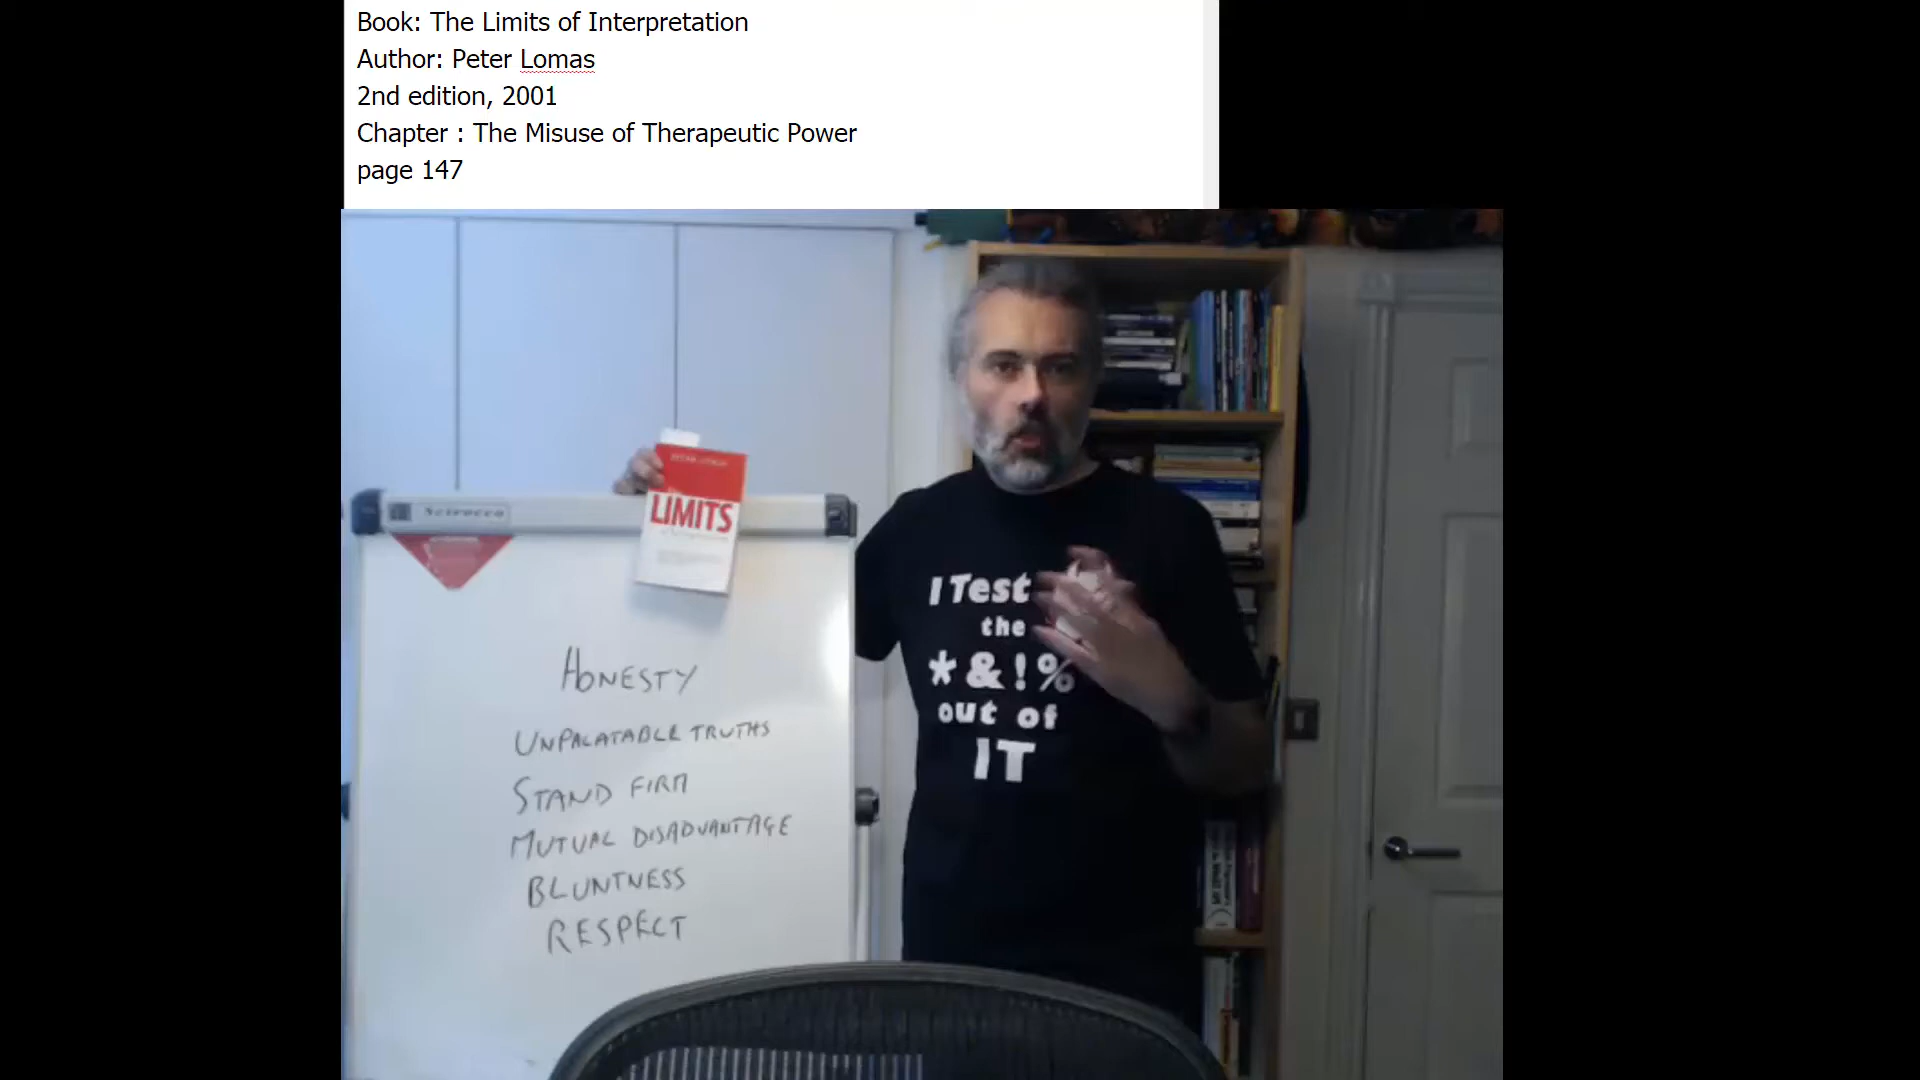 Book: The Limits of Interpretation
Author: Peter Lomas
2nd edition, 2001
Chapter : The Misuse of Therapeutic Power
page 147
LIMITS
Scirocco
HONESTY
UNPALATABLE TRUTHS
STAND FIRM
MUTUAL DISADVANTAGE
BLUNTNESS
RESPECT
I Test
the
*&!%
out of
IT